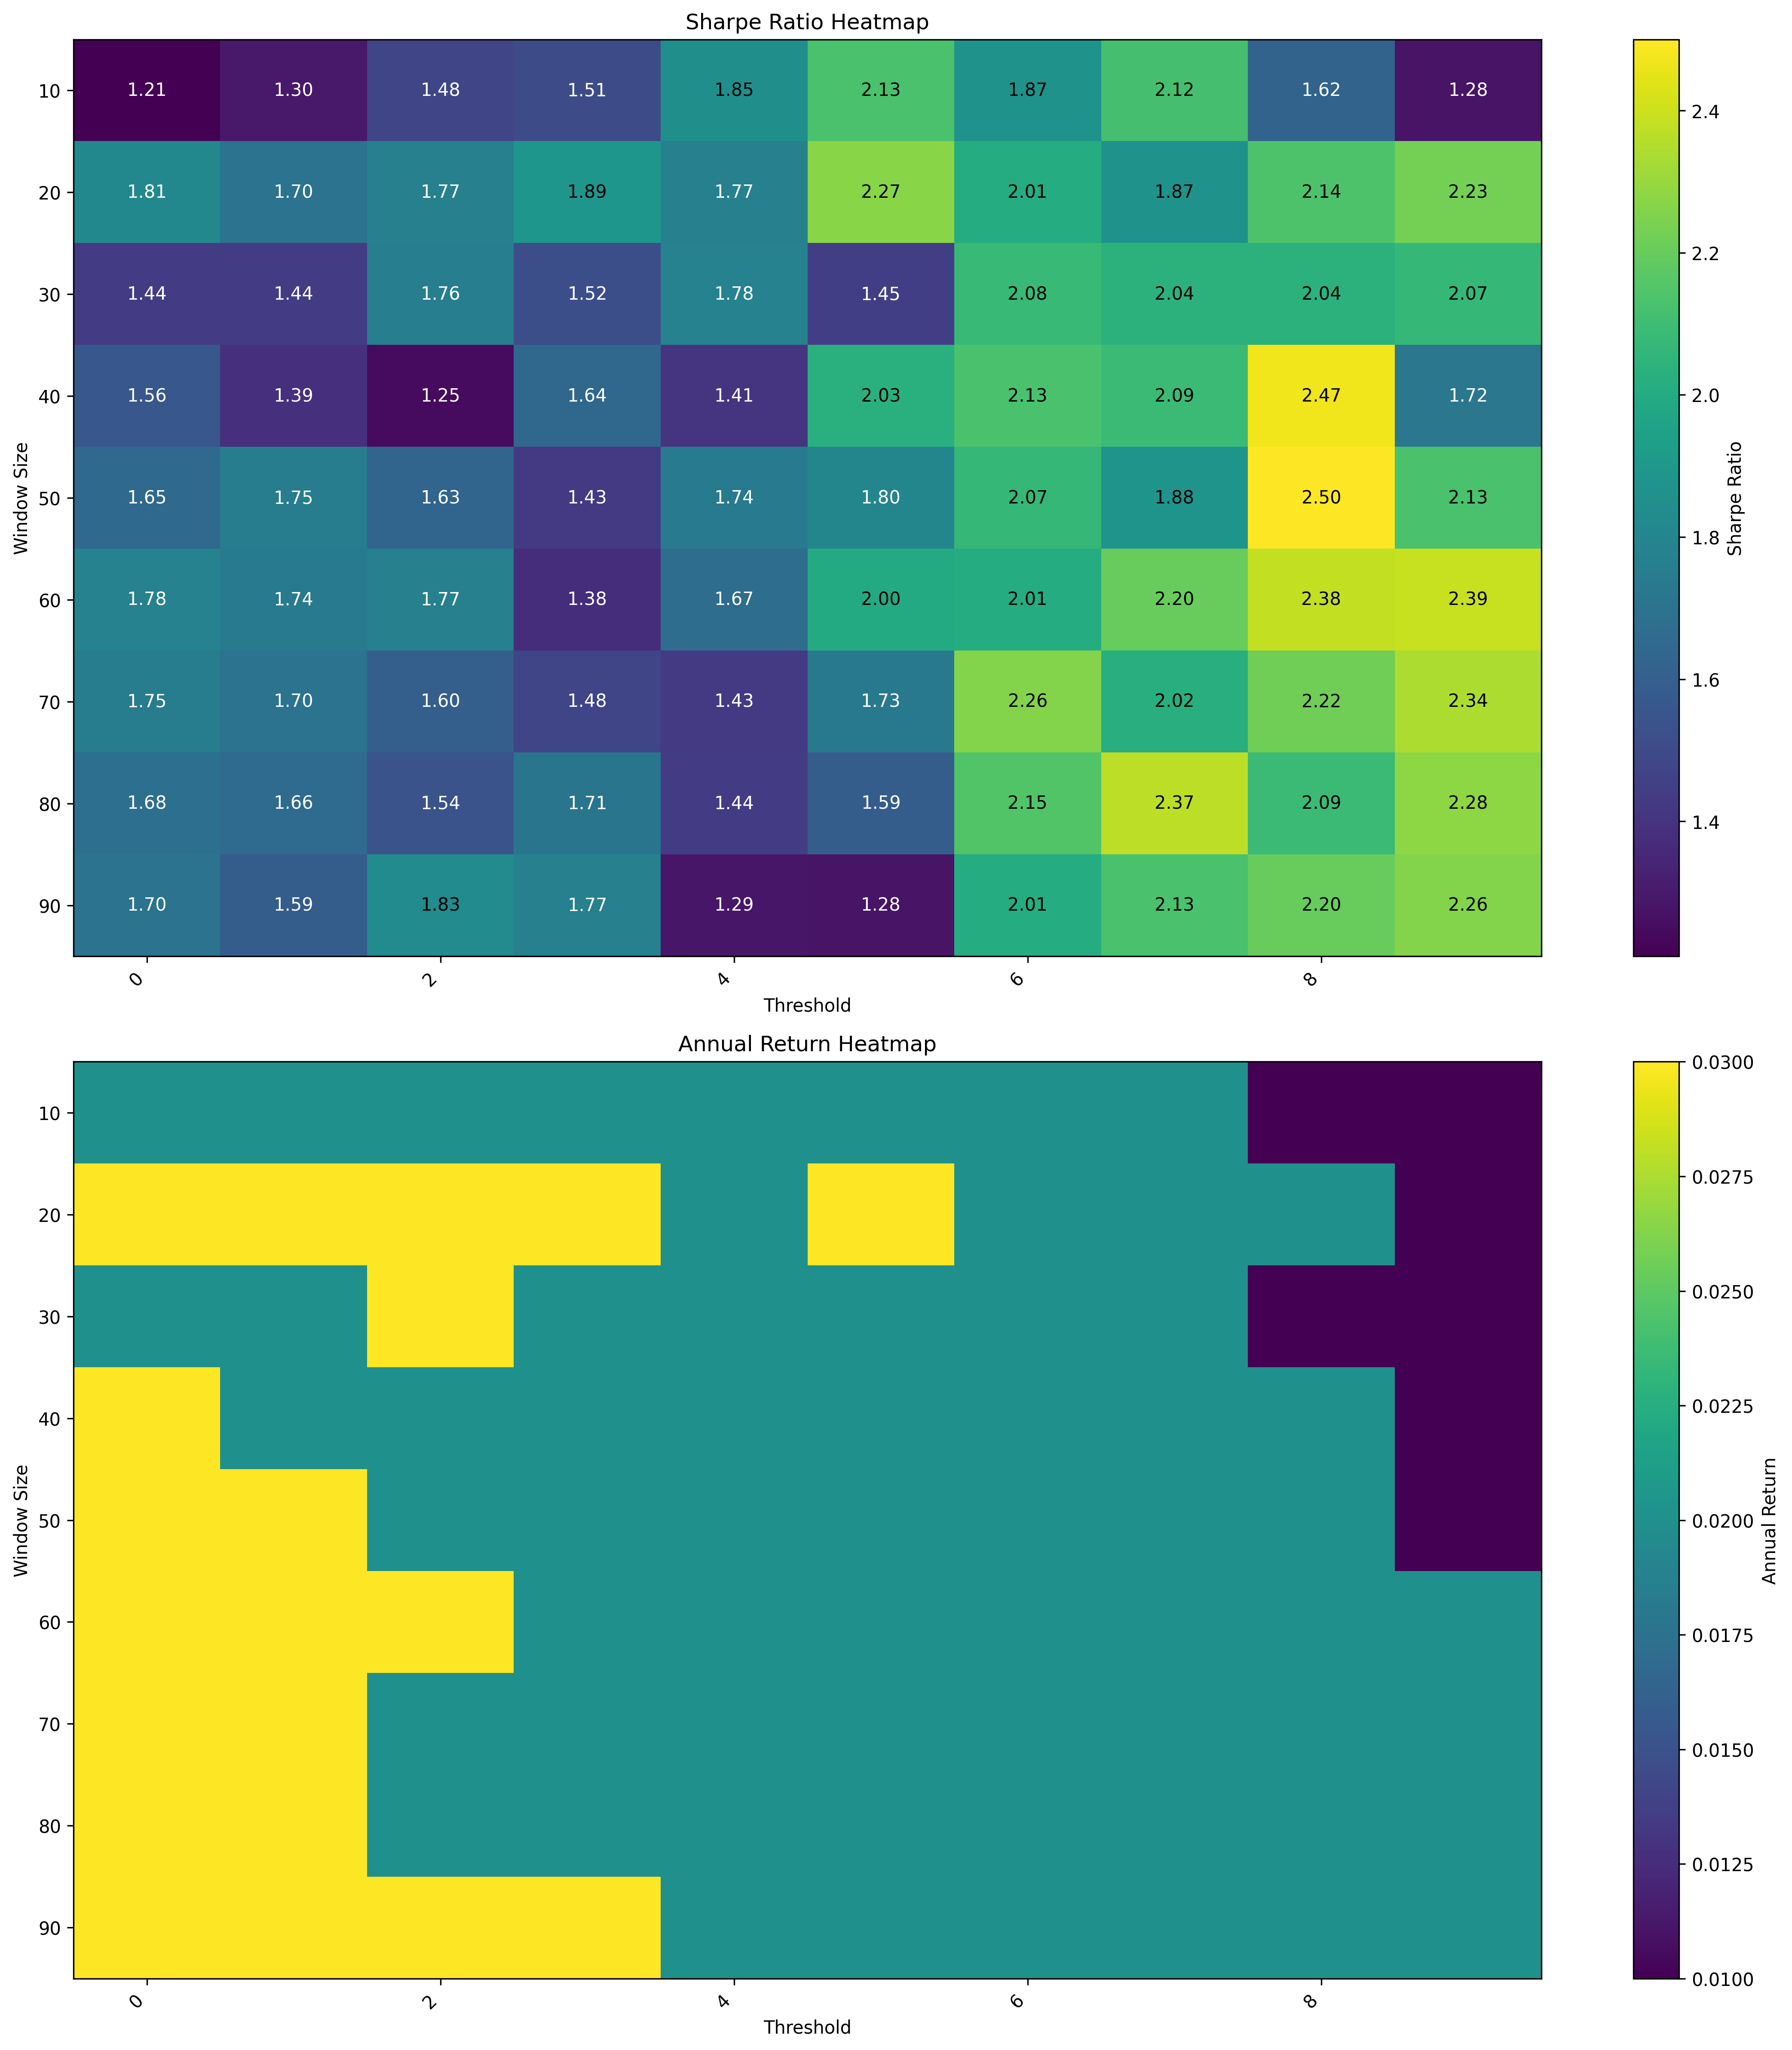 Sharpe Ratio Heatmap
10 1.21 1.30 1.48 1.51 1.85 2.13 1.87 2.12 1.62 1.28
20 1.81 1.70 1.77 1.89 1.77 2.27 2.01 1.87 2.14 2.23
30 1.44 1.44 1.76 1.52 1.78 1.45 2.08 2.04 2.04 2.07
40 1.56 1.39 1.25 1.64 1.41 2.03 2.13 2.09 2.47 1.72
50 1.65 1.75 1.63 1.43 1.74 1.80 2.07 1.88 2.50 2.13
60 1.78 1.74 1.77 1.38 1.67 2.00 2.01 2.20 2.38 2.39
70 1.75 1.70 1.60 1.48 1.43 1.73 2.26 2.02 2.22 2.34
80 1.68 1.66 1.54 1.71 1.44 1.59 2.15 2.37 2.09 2.28
90 1.70 1.59 1.83 1.77 1.29 1.28 2.01 2.13 2.20 2.26
Window Size
0 2 4 6 8
Threshold
2.4
2.2
2.0
1.8
1.6
1.4
Sharpe Ratio
Annual Return Heatmap
10
20
30
40
50
60
70
80
90
Window Size
0 2 4 6 8
Threshold
0.0300
0.0275
0.0250
0.0225
0.0200
0.0175
0.0150
0.0125
0.0100
Annual Return